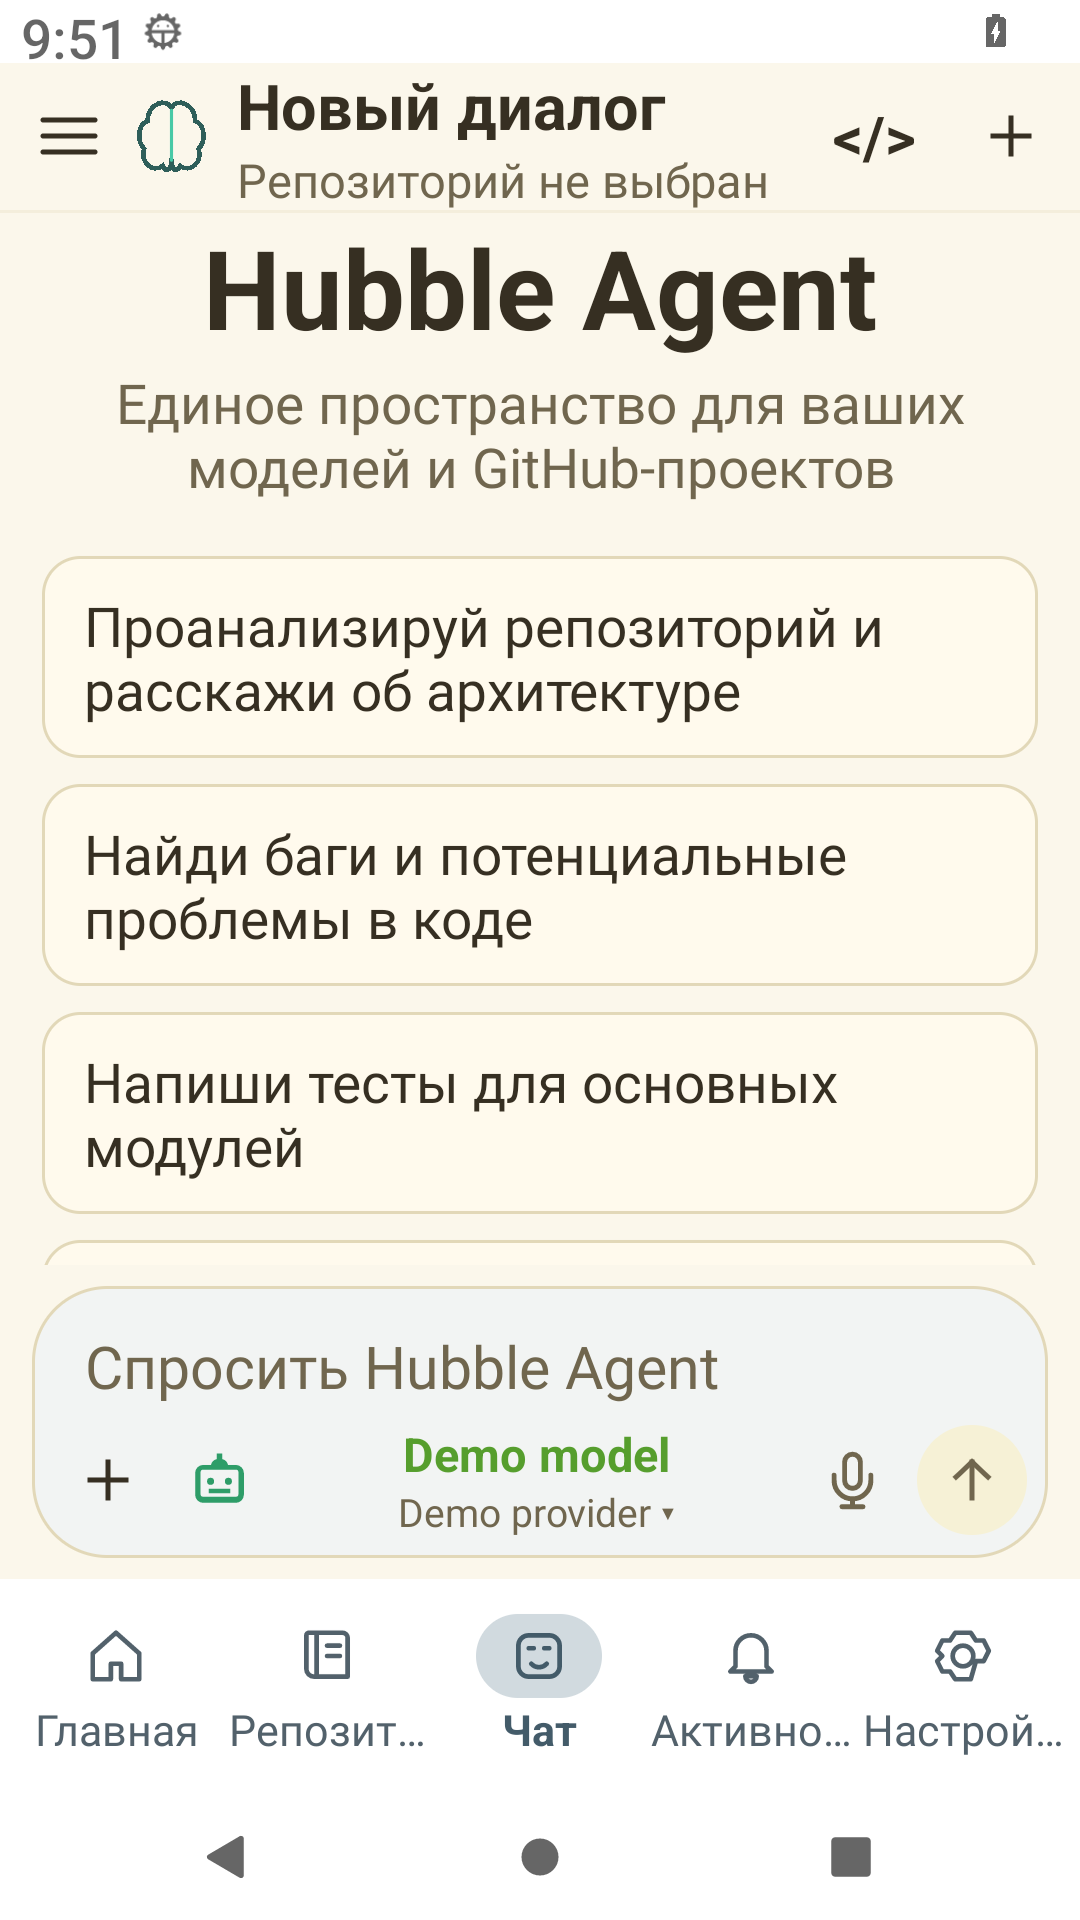 9:51
Новый диалог
</>
Репозиторий не выбран
Hubble Agent
Единое пространство для ваших
моделей и GitHub-проектов
Проанализируй репозиторий и
расскажи об архитектуре
Найди баги и потенциальные
проблемы в коде
Напиши тесты для основных
модулей
Спросить Hubble Agent
Demo model
Demo provider ▾
Главная
Репозит...
Чат
Активно...
Настрой...